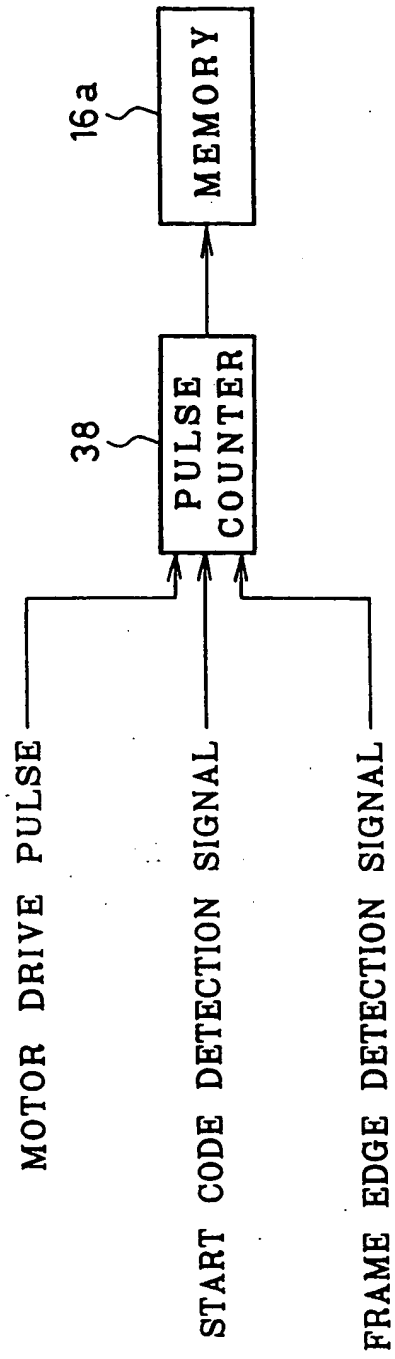 MOTOR DRIVE PULSE
START CODE DETECTION SIGNAL
FRAME EDGE DETECTION SIGNAL
38
PULSE
COUNTER
16a
MEMORY